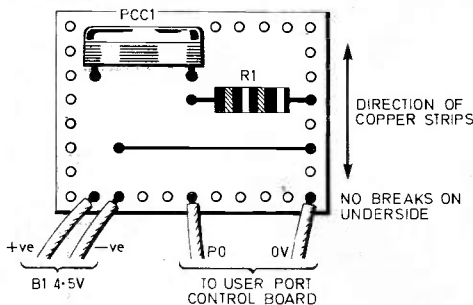 PCC1
R1
DIRECTION OF
COPPER STRIPS
NO BREAKS ON
UNDERSIDE
+ve
-ve
P0
0V
B1 4·5V
TO USER PORT
CONTROL BOARD